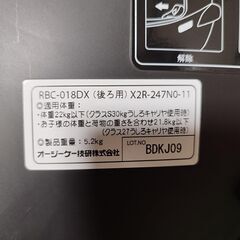 解除
RBC-018DX(後ろ用)X2R-247N0-11
●適用体重:
・体重22kg以下(クラスS30kgうしろキャリヤ使用時)
・お子様の体重と荷物の重さを合わせ21.8kg以下
(クラス27うしろキャリヤ使用時)
●製品質量:5.2kg
オージーケー技研株式会社
LOT.NO
BDKJ09